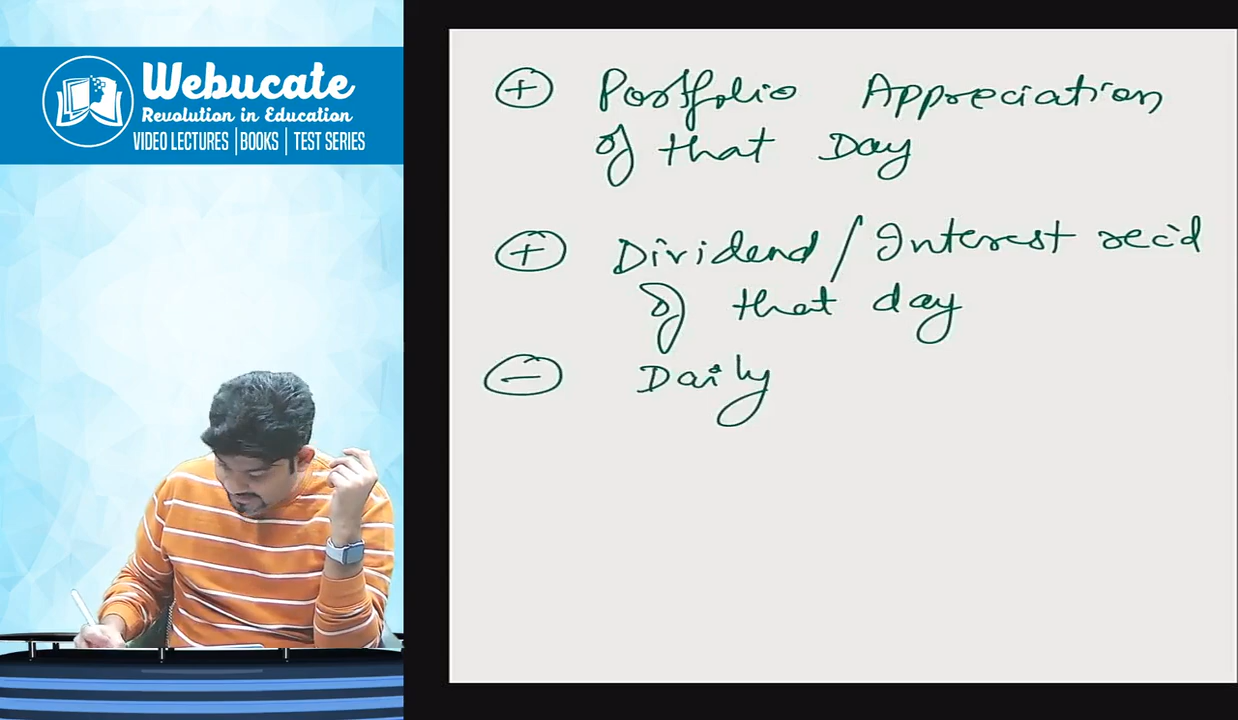 Webucate
Revolution in Education
VIDEO LECTURES | BOOKS | TEST SERIES
⊕ Portfolio Appreciation
of that Day
⊕ Dividend / Interest rec'd
of that day
⊖ Daily